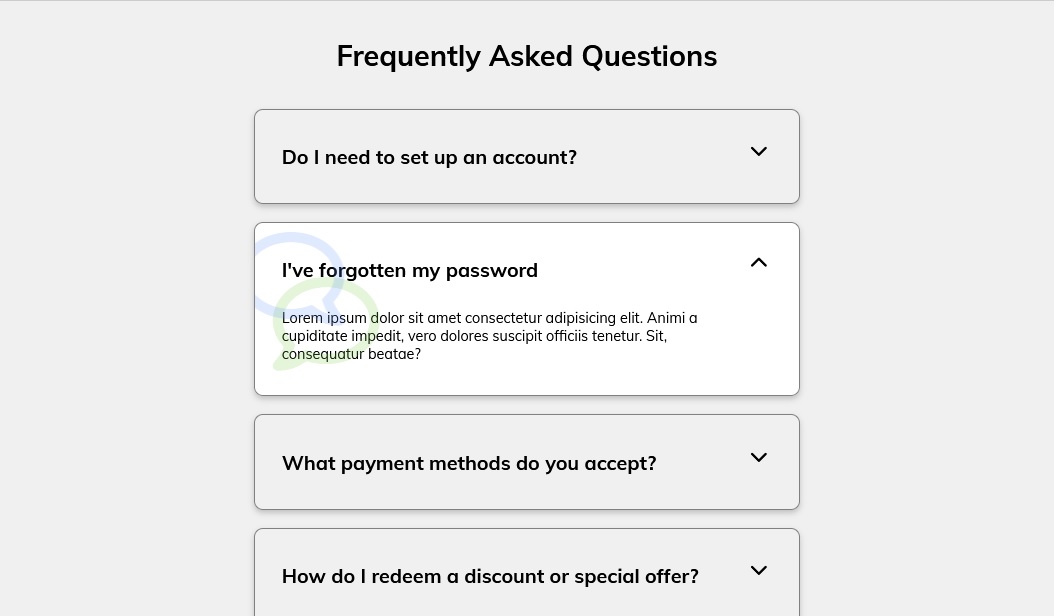 Frequently Asked Questions
Do I need to set up an account?
I've forgotten my password
Lorem ipsum dolor sit amet consectetur adipisicing elit. Animi a
cupiditate impedit, vero dolores suscipit officiis tenetur. Sit,
consequatur beatae?
What payment methods do you accept?
How do I redeem a discount or special offer?